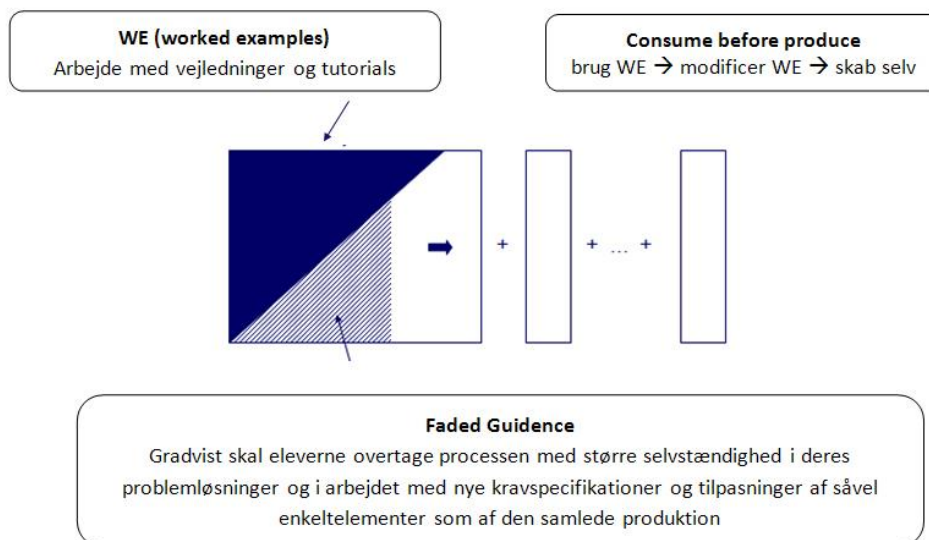 WE (worked examples)
Arbejde med vejledninger og tutorials
Consume before produce
brug WE → modificer WE → skab selv
+ + ... +
Faded Guidence
Gradvist skal eleverne overtage processen med større selvstændighed i deres
problemløsninger og i arbejdet med nye kravspecifikationer og tilpasninger af såvel
enkeltelementer som af den samlede produktion